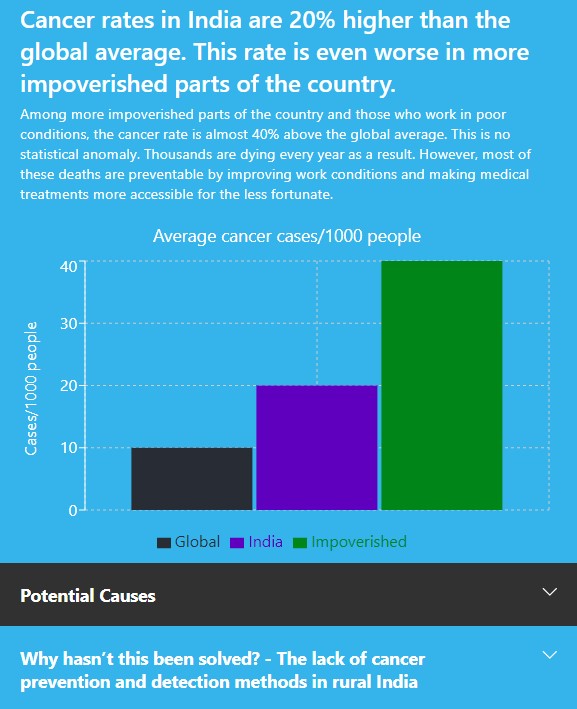 Cancer rates in India are 20% higher than the
global average. This rate is even worse in more
impoverished parts of the country.
Among more impoverished parts of the country and those who work in poor
conditions, the cancer rate is almost 40% above the global average. This is no
statistical anomaly. Thousands are dying every year as a result. However, most of
these deaths are preventable by improving work conditions and making medical
treatments more accessible for the less fortunate.
Average cancer cases/1000 people
Cases/1000 people
40
30
20
10
0
Global India Impoverished
Potential Causes
Why hasn’t this been solved? - The lack of cancer
prevention and detection methods in rural India